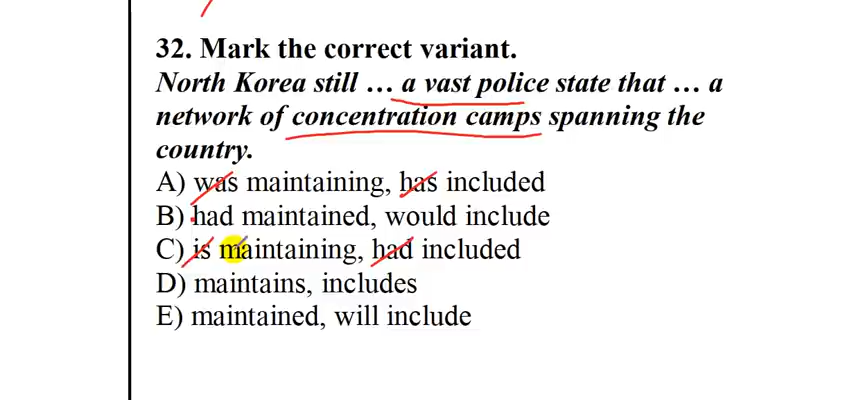 32. Mark the correct variant.
North Korea still … a vast police state that … a
network of concentration camps spanning the
country.
A) was maintaining, has included
B) had maintained, would include
C) is maintaining, had included
D) maintains, includes
E) maintained, will include